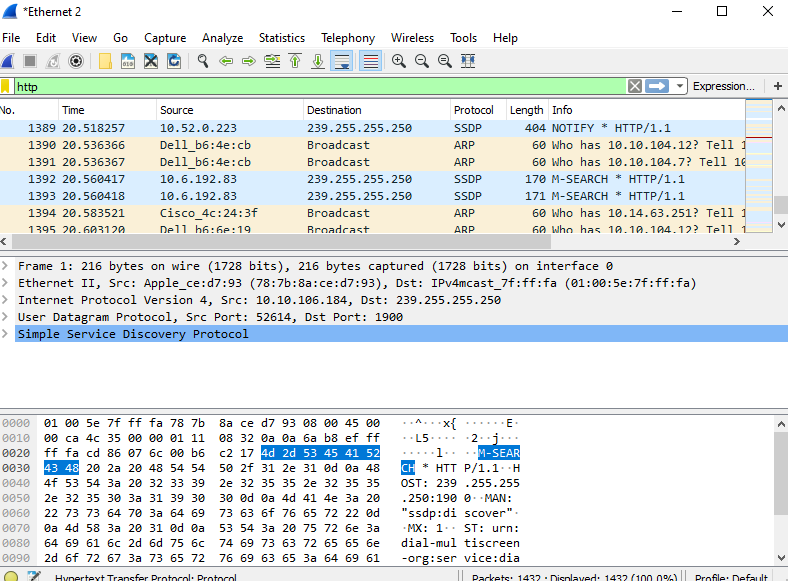 *Ethernet 2
File Edit View Go Capture Analyze Statistics Telephony Wireless Tools Help
http Expression... +
No. Time Source Destination Protocol Length Info
1389 20.518257 10.52.0.223 239.255.255.250 SSDP 404 NOTIFY * HTTP/1.1
1390 20.536366 Dell_b6:4e:cb Broadcast ARP 60 Who has 10.10.104.12? Tell 1
1391 20.536367 Dell_b6:4e:cb Broadcast ARP 60 Who has 10.10.104.7? Tell 10
1392 20.560417 10.6.192.83 239.255.255.250 SSDP 170 M-SEARCH * HTTP/1.1
1393 20.560418 10.6.192.83 239.255.255.250 SSDP 171 M-SEARCH * HTTP/1.1
1394 20.583521 Cisco_4c:24:3f Broadcast ARP 60 Who has 10.14.63.251? Tell 1
1395 20.603120 Dell_b6:6e:19 Broadcast ARP 60 Who has 10.10.104.12? Tell 1
Frame 1: 216 bytes on wire (1728 bits), 216 bytes captured (1728 bits) on interface 0
Ethernet II, Src: Apple_ce:d7:93 (78:7b:8a:ce:d7:93), Dst: IPv4mcast_7f:ff:fa (01:00:5e:7f:ff:fa)
Internet Protocol Version 4, Src: 10.10.106.184, Dst: 239.255.255.250
User Datagram Protocol, Src Port: 52614, Dst Port: 1900
Simple Service Discovery Protocol
0000 01 00 5e 7f ff fa 78 7b 8a ce d7 93 08 00 45 00 ··^···x{ ······E·
0010 00 ca 4c 35 00 00 01 11 08 32 0a 0a 6a b8 ef ff ··L5···· ·2··j···
0020 ff fa cd 86 07 6c 00 b6 c2 17 4d 2d 53 45 41 52 ·····l·· ··M-SEAR
0030 43 48 20 2a 20 48 54 54 50 2f 31 2e 31 0d 0a 48 CH * HTT P/1.1··H
0040 4f 53 54 3a 20 32 33 39 2e 32 35 35 2e 32 35 35 OST: 239 .255.255
0050 2e 32 35 30 3a 31 39 30 30 0d 0a 4d 41 4e 3a 20 .250:190 0··MAN:
0060 22 73 73 64 70 3a 64 69 73 63 6f 76 65 72 22 0d "ssdp:di scover"·
0070 0a 4d 58 3a 20 31 0d 0a 53 54 3a 20 75 72 6e 3a ·MX: 1·· ST: urn:
0080 64 69 61 6c 2d 6d 75 6c 74 69 73 63 72 65 65 6e dial-mul tiscreen
0090 2d 6f 72 67 3a 73 65 72 76 69 63 65 3a 64 69 61 -org:ser vice:dia
Hypertext Transfer Protocol: Protocol Packets: 1432 · Displayed: 1432 (100.0%) Profile: Default